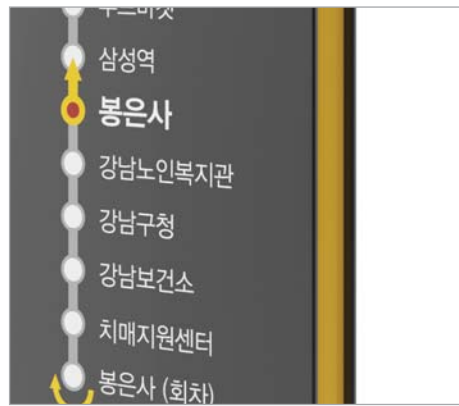 삼성역
봉은사
강남노인복지관
강남구청
강남보건소
치매지원센터
봉은사 (회차)